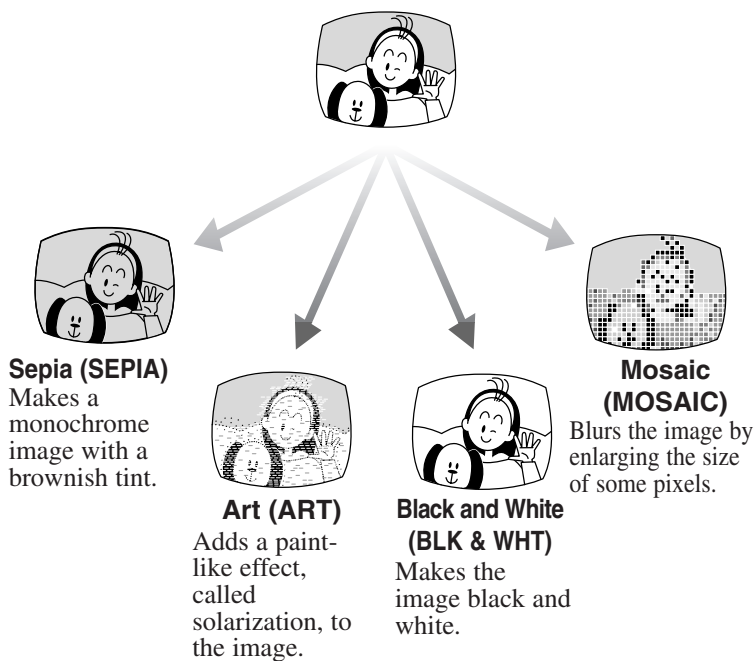 Sepia (SEPIA)
Makes a
monochrome
image with a
brownish tint.
Art (ART)
Adds a paint-
like effect,
called
solarization, to
the image.
Black and White
(BLK & WHT)
Makes the
image black and
white.
Mosaic
(MOSAIC)
Blurs the image by
enlarging the size
of some pixels.